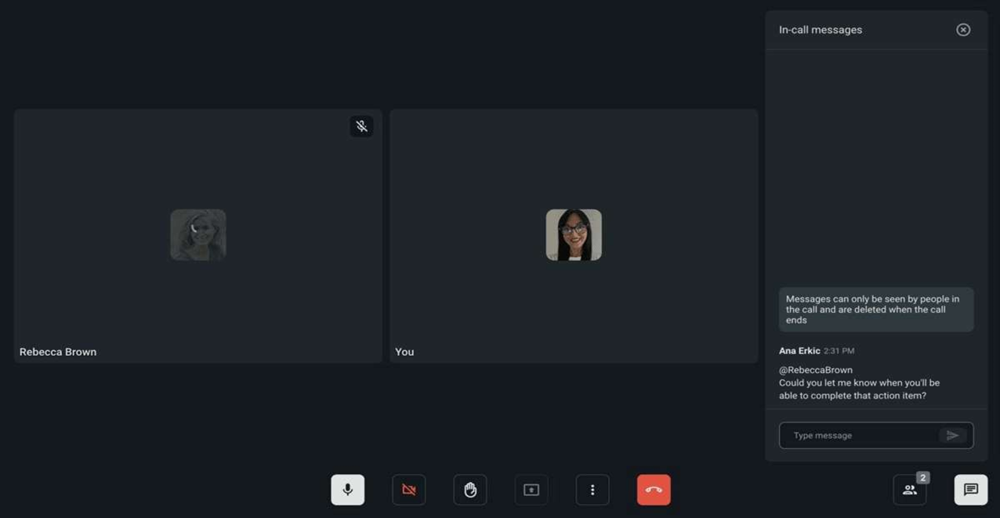 In-call messages
Rebecca Brown
You
Messages can only be seen by people in
the call and are deleted when the call
ends
Ana Erkic 2:31 PM
@RebeccaBrown
Could you let me know when you'll be
able to complete that action item?
Type message
2